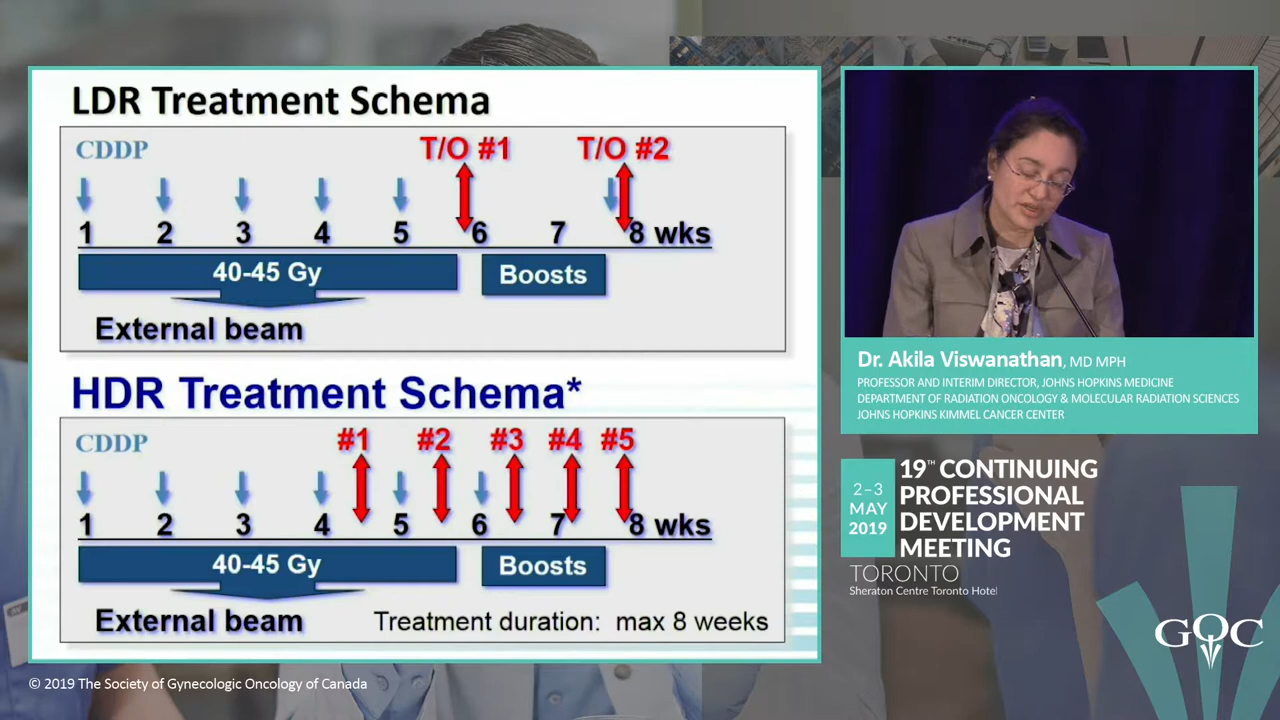 LDR Treatment Schema
CDDP
T/O #1
T/O #2
1 2 3 4 5 6 7 8 wks
40-45 Gy
Boosts
External beam
HDR Treatment Schema*
CDDP
#1 #2 #3 #4 #5
1 2 3 4 5 6 7 8 wks
40-45 Gy
Boosts
External beam
Treatment duration: max 8 weeks
Dr. Akila Viswanathan, MD MPH
PROFESSOR AND INTERIM DIRECTOR, JOHNS HOPKINS MEDICINE
DEPARTMENT OF RADIATION ONCOLOGY & MOLECULAR RADIATION SCIENCES
JOHNS HOPKINS KIMMEL CANCER CENTER
2–3
MAY
2019
19TH CONTINUING
PROFESSIONAL
DEVELOPMENT
MEETING
TORONTO
Sheraton Centre Toronto Hotel
GOC
© 2019 The Society of Gynecologic Oncology of Canada